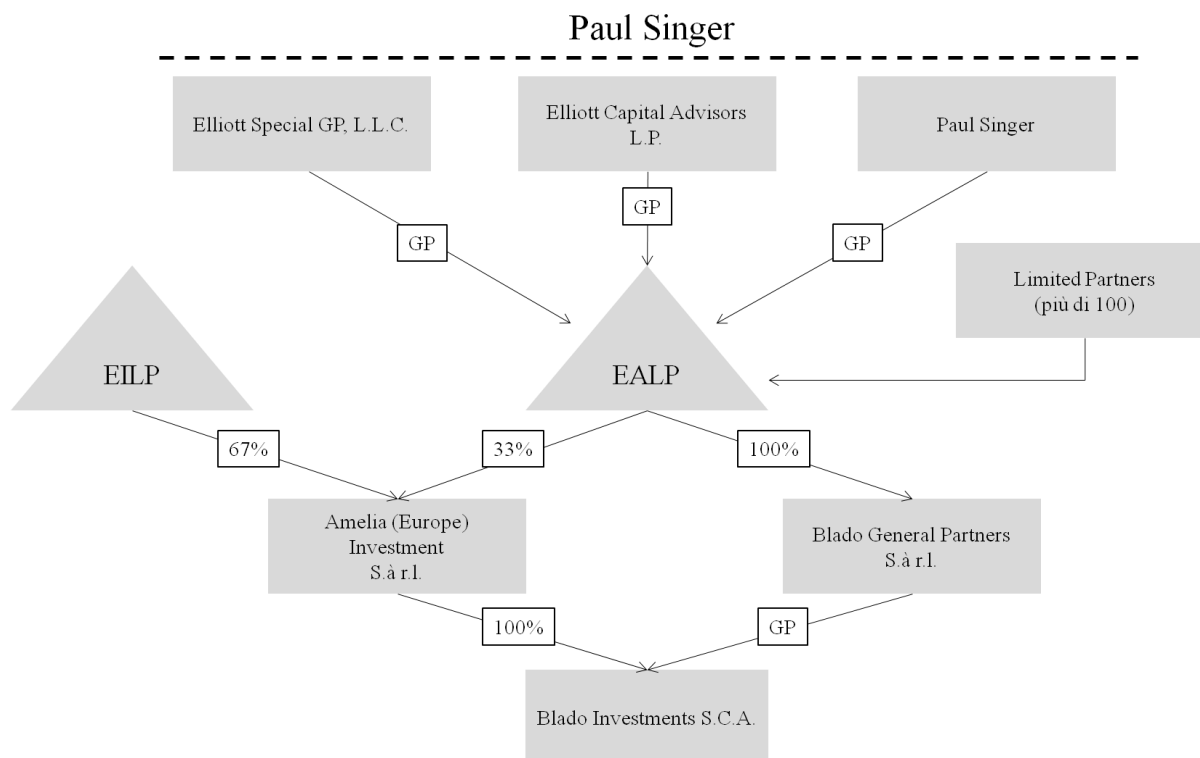 Paul Singer
Elliott Special GP, L.L.C.
Elliott Capital Advisors
L.P.
Paul Singer
GP
GP
GP
Limited Partners
(più di 100)
EILP
EALP
67%
33%
100%
Amelia (Europe)
Investment
S.à r.l.
Blado General Partners
S.à r.l.
100%
GP
Blado Investments S.C.A.